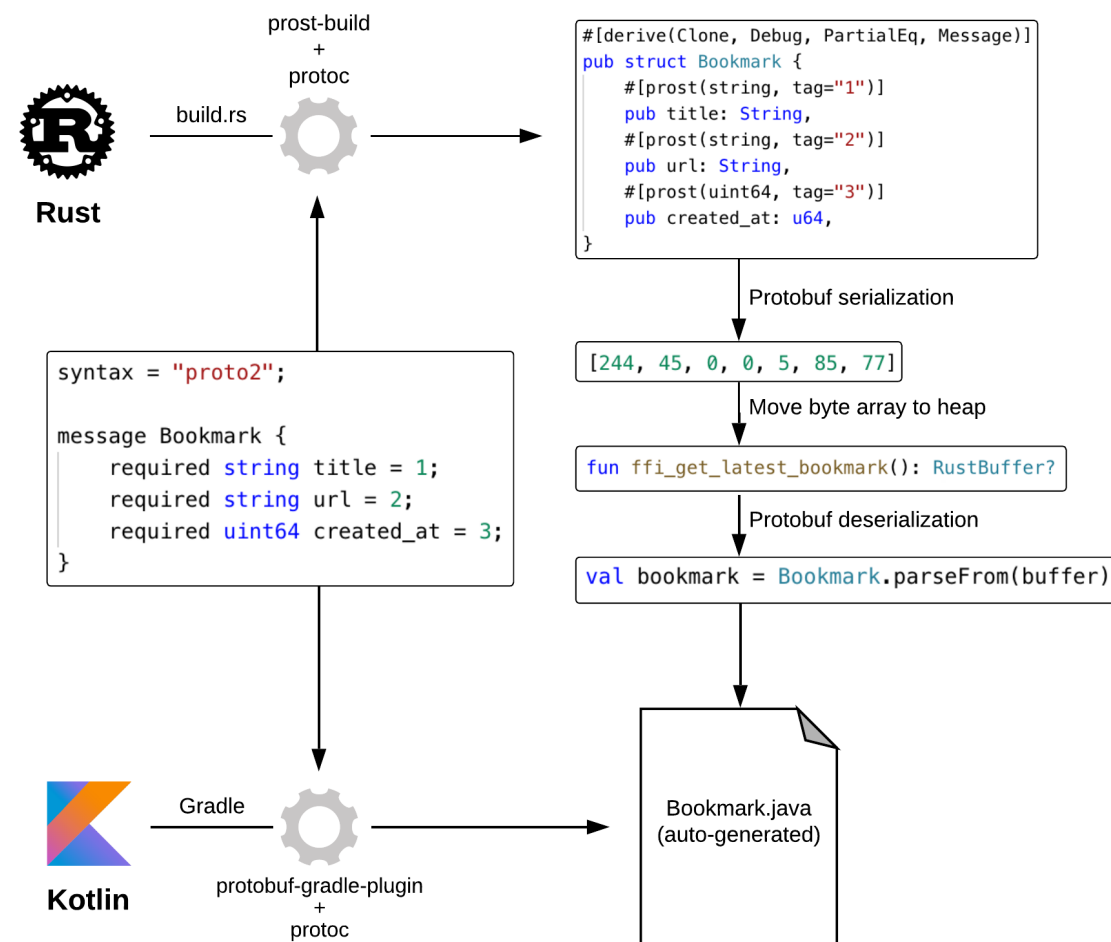 prost-build
+
protoc
build.rs
R
Rust
#[derive(Clone, Debug, PartialEq, Message)]
pub struct Bookmark {
    #[prost(string, tag="1")]
    pub title: String,
    #[prost(string, tag="2")]
    pub url: String,
    #[prost(uint64, tag="3")]
    pub created_at: u64,
}
Protobuf serialization
[244, 45, 0, 0, 5, 85, 77]
Move byte array to heap
fun ffi_get_latest_bookmark(): RustBuffer?
Protobuf deserialization
val bookmark = Bookmark.parseFrom(buffer)
syntax = "proto2";
message Bookmark {
    required string title = 1;
    required string url = 2;
    required uint64 created_at = 3;
}
Gradle
Kotlin
protobuf-gradle-plugin
+
protoc
Bookmark.java
(auto-generated)